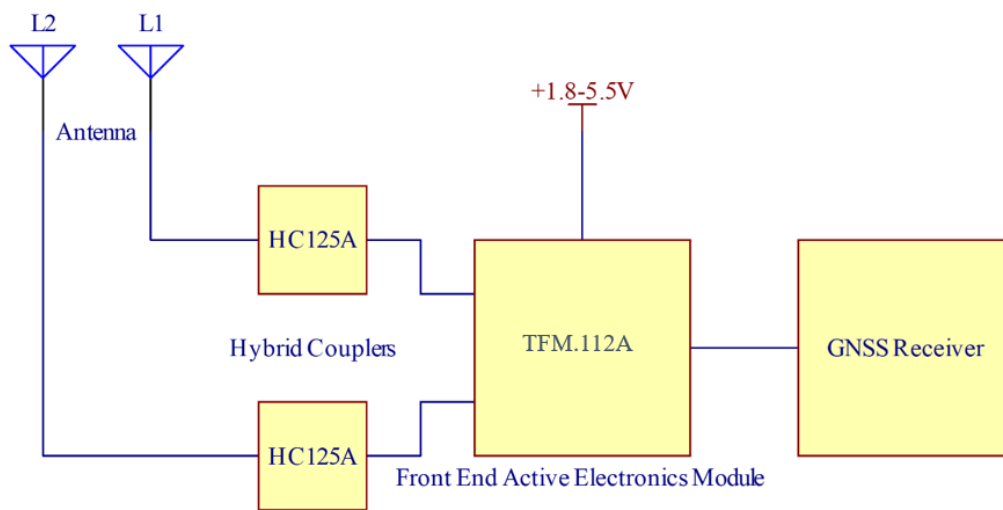 L2
L1
Antenna
+1.8-5.5V
HC125A
Hybrid Couplers
TFM.112A
GNSS Receiver
HC125A
Front End Active Electronics Module